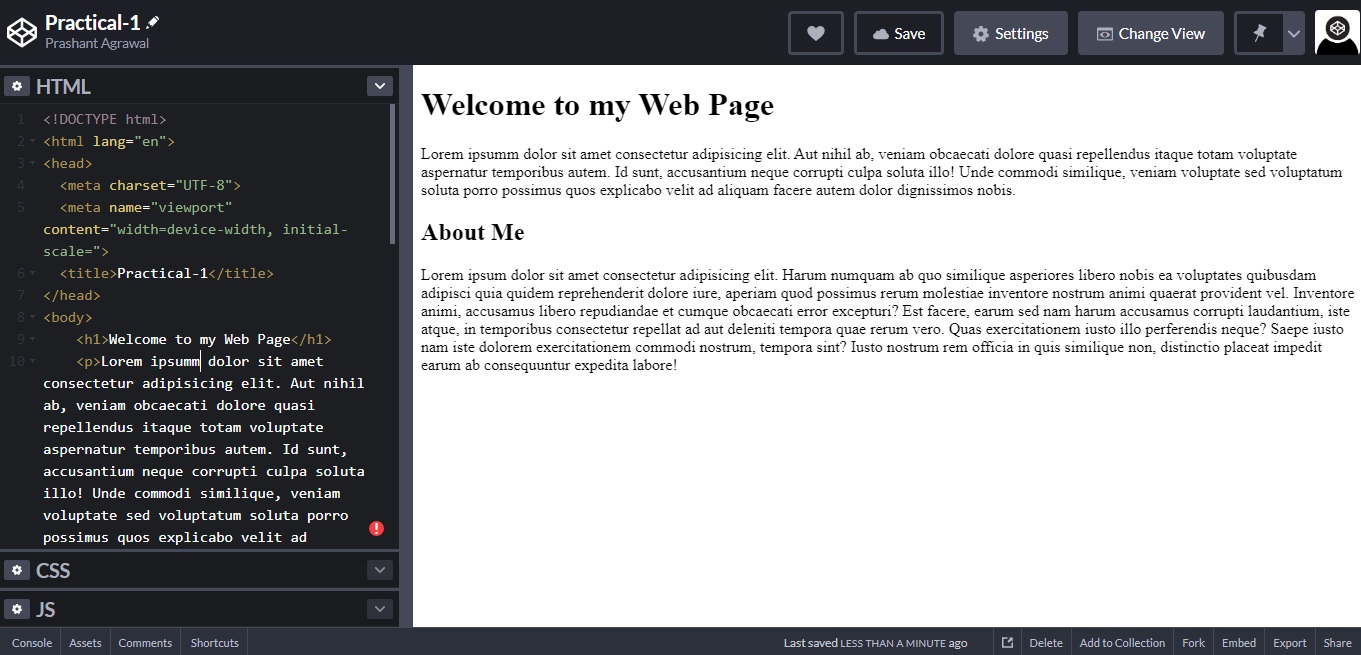 Practical-1
Prashant Agrawal
Save
Settings
Change View
HTML
1 <!DOCTYPE html>
2 <html lang="en">
3 <head>
4 <meta charset="UTF-8">
5 <meta name="viewport"
content="width=device-width, initial-
scale=">
6 <title>Practical-1</title>
7 </head>
8 <body>
9 <h1>Welcome to my Web Page</h1>
10 <p>Lorem ipsumm dolor sit amet
consectetur adipisicing elit. Aut nihil
ab, veniam obcaecati dolore quasi
repellendus itaque totam voluptate
aspernatur temporibus autem. Id sunt,
accusantium neque corrupti culpa soluta
illo! Unde commodi similique, veniam
voluptate sed voluptatum soluta porro
possimus quos explicabo velit ad
CSS
JS
Welcome to my Web Page
Lorem ipsumm dolor sit amet consectetur adipisicing elit. Aut nihil ab, veniam obcaecati dolore quasi repellendus itaque totam voluptate
aspernatur temporibus autem. Id sunt, accusantium neque corrupti culpa soluta illo! Unde commodi similique, veniam voluptate sed voluptatum
soluta porro possimus quos explicabo velit ad aliquam facere autem dolor dignissimos nobis.
About Me
Lorem ipsum dolor sit amet consectetur adipisicing elit. Harum numquam ab quo similique asperiores libero nobis ea voluptates quibusdam
adipisci quia quidem reprehenderit dolore iure, aperiam quod possimus rerum molestiae inventore nostrum animi quaerat provident vel. Inventore
animi, accusamus libero repudiandae et cumque obcaecati error excepturi? Est facere, earum sed nam harum accusamus corrupti laudantium, iste
atque, in temporibus consectetur repellat ad aut deleniti tempora quae rerum vero. Quas exercitationem iusto illo perferendis neque? Saepe iusto
nam iste dolorem exercitationem commodi nostrum, tempora sint? Iusto nostrum rem officia in quis similique non, distinctio placeat impedit
earum ab consequuntur expedita labore!
Console Assets Comments Shortcuts Last saved LESS THAN A MINUTE ago Delete Add to Collection Fork Embed Export Share